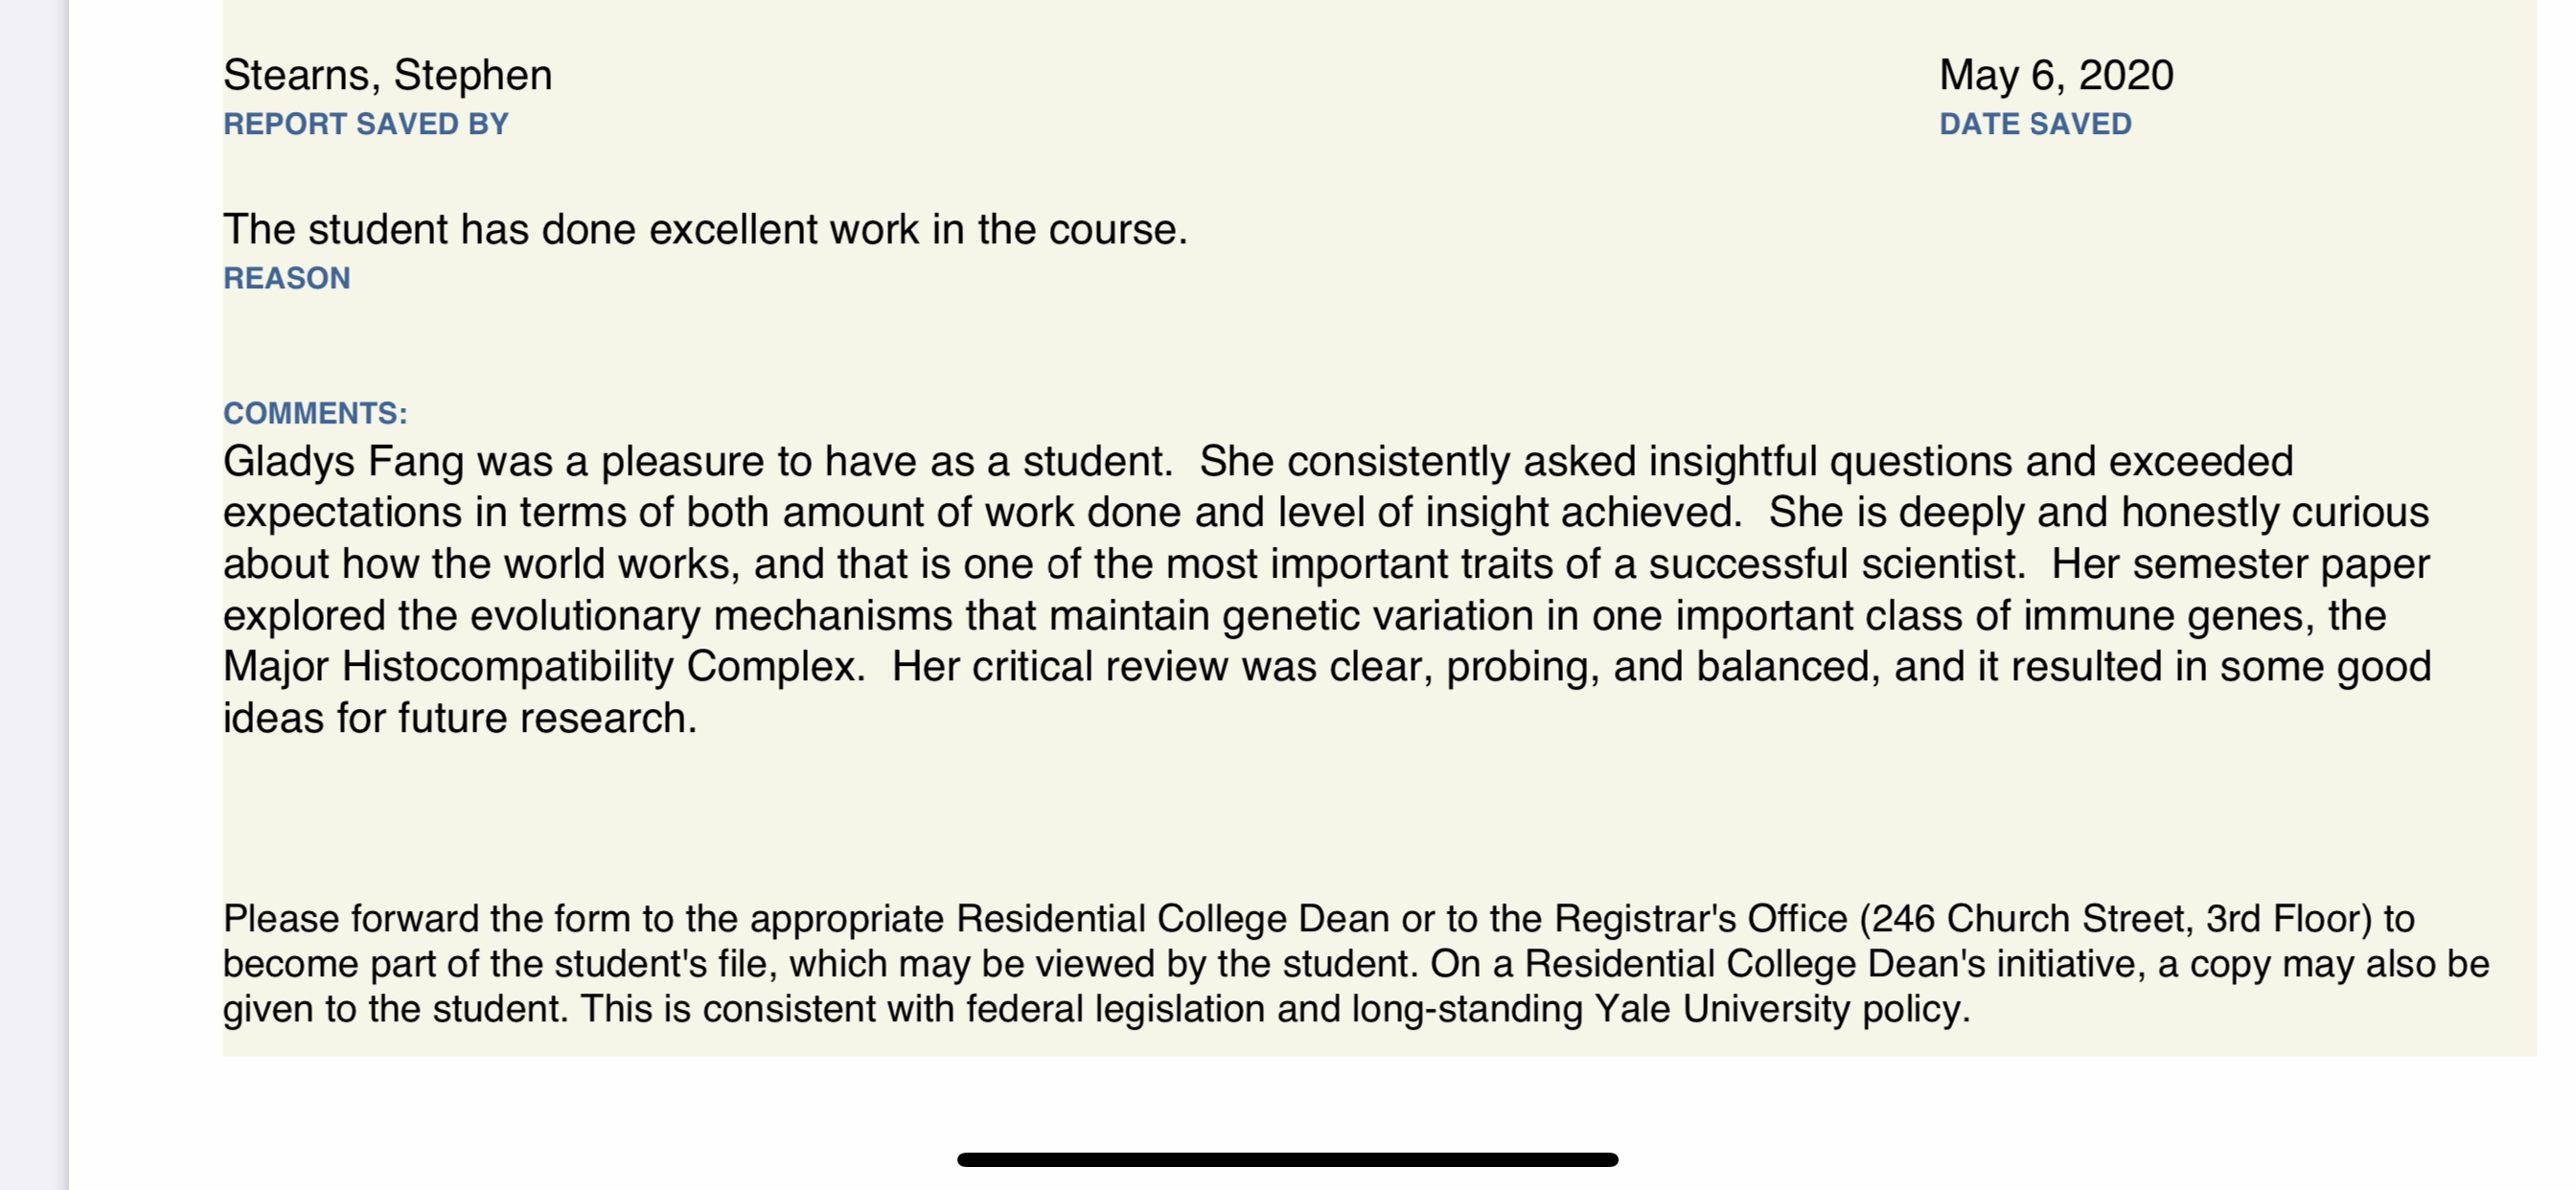 Stearns, Stephen May 6, 2020
REPORT SAVED BY DATE SAVED
The student has done excellent work in the course.
REASON
COMMENTS:
Gladys Fang was a pleasure to have as a student.  She consistently asked insightful questions and exceeded
expectations in terms of both amount of work done and level of insight achieved.  She is deeply and honestly curious
about how the world works, and that is one of the most important traits of a successful scientist.  Her semester paper
explored the evolutionary mechanisms that maintain genetic variation in one important class of immune genes, the
Major Histocompatibility Complex.  Her critical review was clear, probing, and balanced, and it resulted in some good
ideas for future research.
Please forward the form to the appropriate Residential College Dean or to the Registrar's Office (246 Church Street, 3rd Floor) to
become part of the student's file, which may be viewed by the student. On a Residential College Dean's initiative, a copy may also be
given to the student. This is consistent with federal legislation and long-standing Yale University policy.